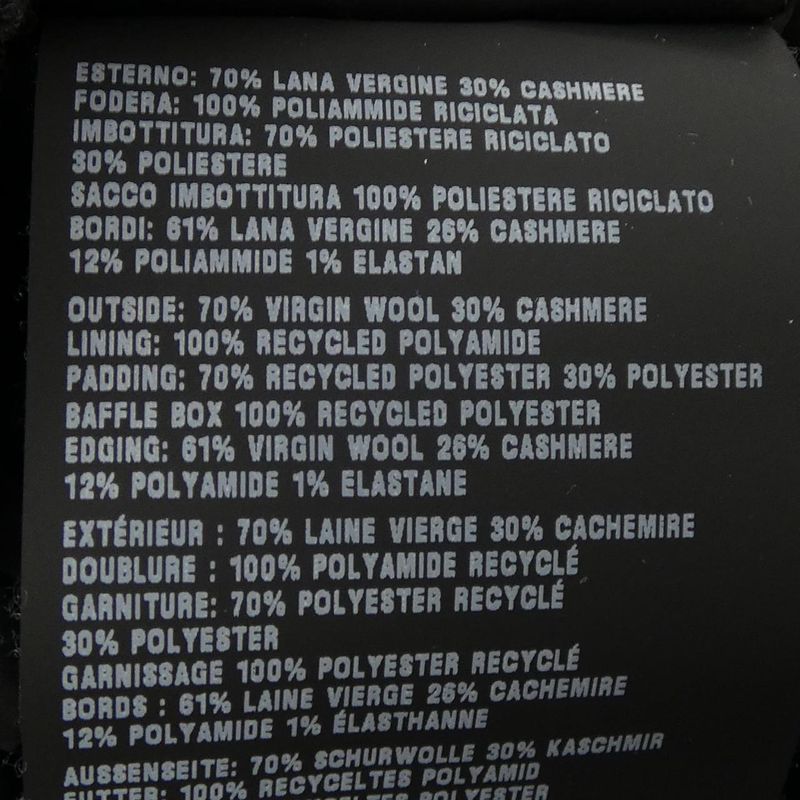 ESTERNO: 70% LANA VERGINE 30% CASHMERE
FODERA: 100% POLIAMMIDE RICICLATA
IMBOTTITURA: 70% POLIESTERE RICICLATO
30% POLIESTERE
SACCO IMBOTTITURA 100% POLIESTERE RICICLATO
BORDI: 61% LANA VERGINE 26% CASHMERE
12% POLIAMMIDE 1% ELASTAN
OUTSIDE: 70% VIRGIN WOOL 30% CASHMERE
LINING: 100% RECYCLED POLYAMIDE
PADDING: 70% RECYCLED POLYESTER 30% POLYESTER
BAFFLE BOX 100% RECYCLED POLYESTER
EDGING: 61% VIRGIN WOOL 26% CASHMERE
12% POLYAMIDE 1% ELASTANE
EXTÉRIEUR : 70% LAINE VIERGE 30% CACHEMIRE
DOUBLURE : 100% POLYAMIDE RECYCLÉ
GARNITURE: 70% POLYESTER RECYCLÉ
30% POLYESTER
GARNISSAGE 100% POLYESTER RECYCLÉ
BORDS : 61% LAINE VIERGE 26% CACHEMIRE
12% POLYAMIDE 1% ÉLASTHANNE
AUSSENSEITE: 70% SCHURWOLLE 30% KASCHMIR
FUTTER: 100% RECYCELTES POLYAMID
POLYESTER